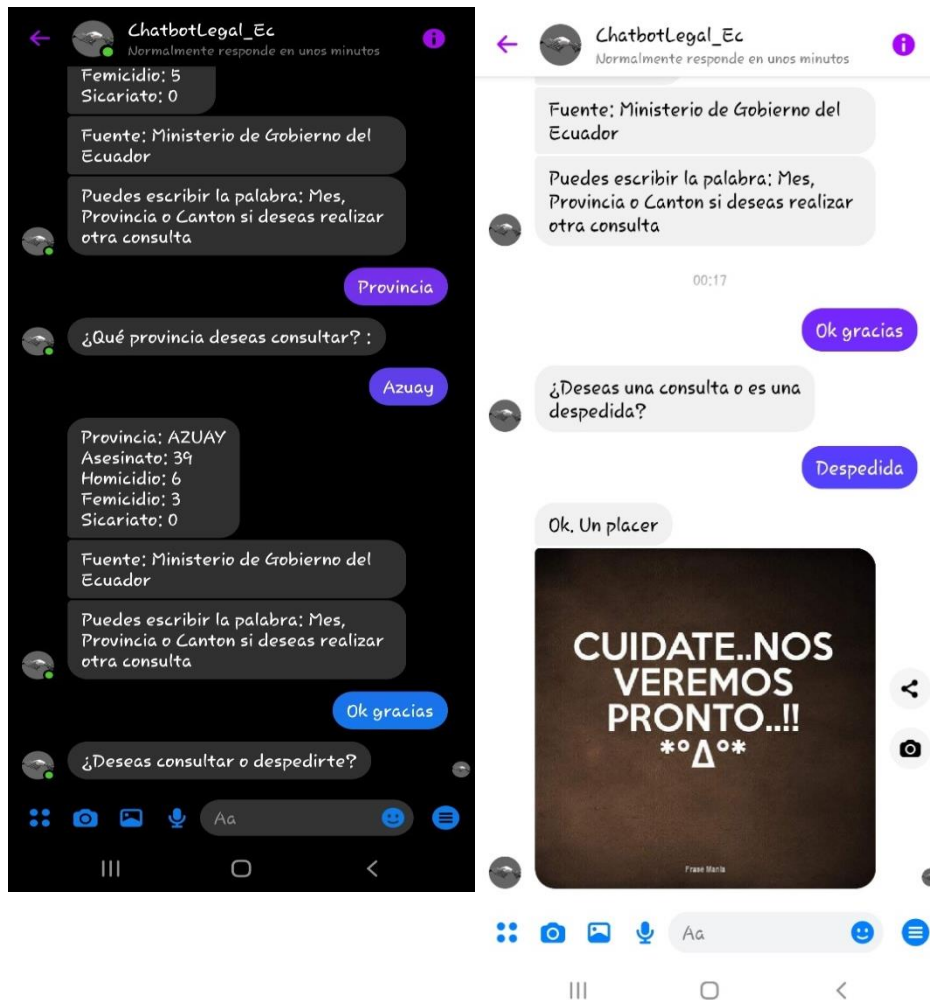 ChatbotLegal_Ec
Normalmente responde en unos minutos
Femicidio: 5
Sicariato: 0
Fuente: Ministerio de Gobierno del
Ecuador
Puedes escribir la palabra: Mes,
Provincia o Canton si deseas realizar
otra consulta
Provincia
¿Qué provincia deseas consultar? :
Azuay
Provincia: AZUAY
Asesinato: 39
Homicidio: 6
Femicidio: 3
Sicariato: 0
Fuente: Ministerio de Gobierno del
Ecuador
Puedes escribir la palabra: Mes,
Provincia o Canton si deseas realizar
otra consulta
Ok gracias
¿Deseas consultar o despedirte?
Aa
ChatbotLegal_Ec
Normalmente responde en unos minutos
Fuente: Ministerio de Gobierno del
Ecuador
Puedes escribir la palabra: Mes,
Provincia o Canton si deseas realizar
otra consulta
00:17
Ok gracias
¿Deseas una consulta o es una
despedida?
Despedida
Ok. Un placer
CUIDATE..NOS
VEREMOS
PRONTO..!!
*°Δ°*
Frase Manía
Aa